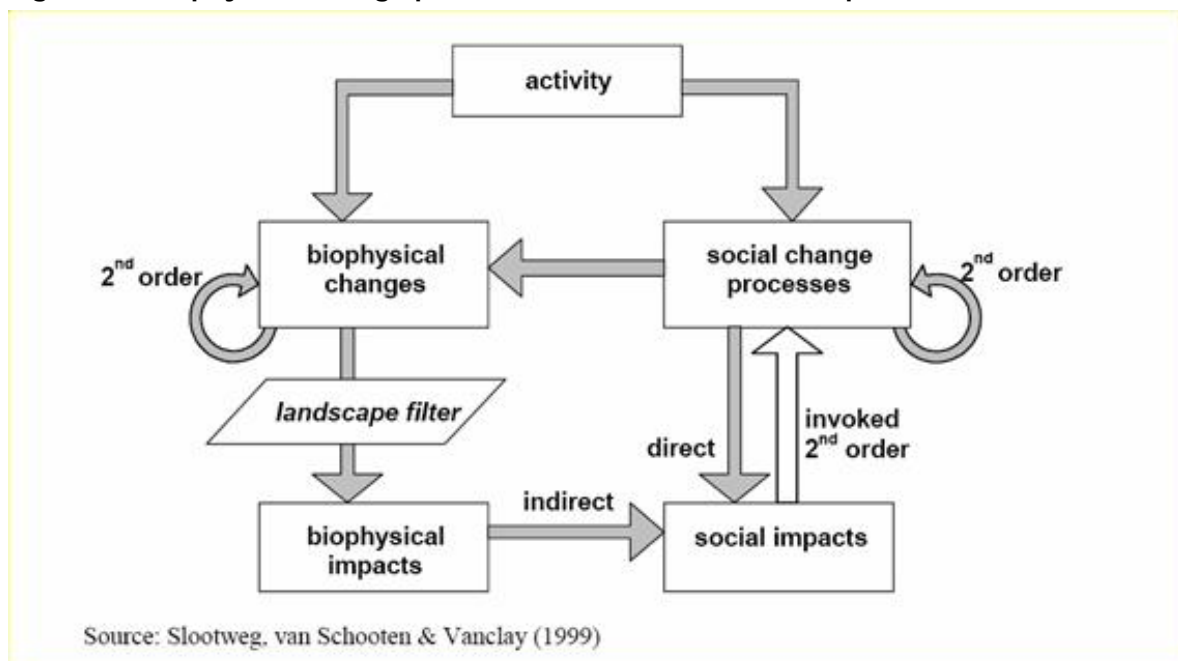 activity
biophysical
changes
social change
processes
2nd order
2nd order
landscape filter
direct
invoked
2nd order
biophysical
impacts
indirect
social impacts
Source: Slootweg, van Schooten & Vanclay (1999)